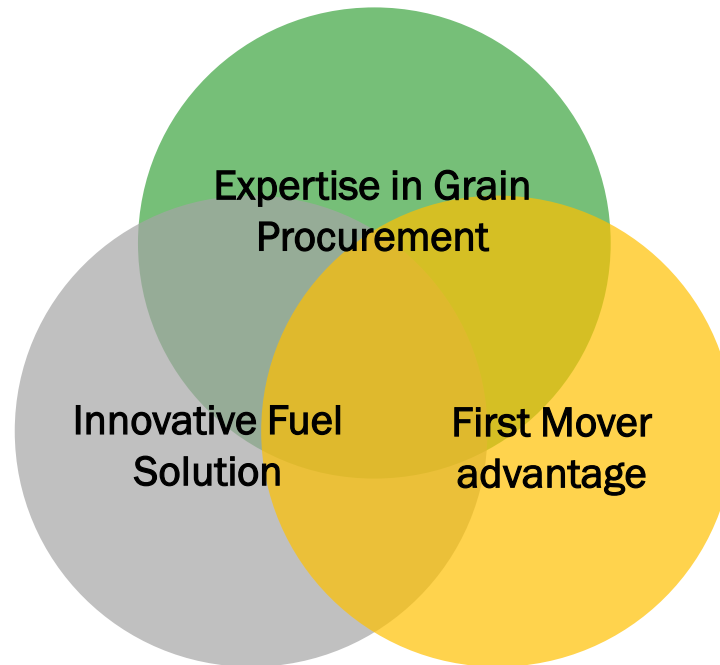 Expertise in Grain
Procurement
Innovative Fuel
Solution
First Mover
advantage